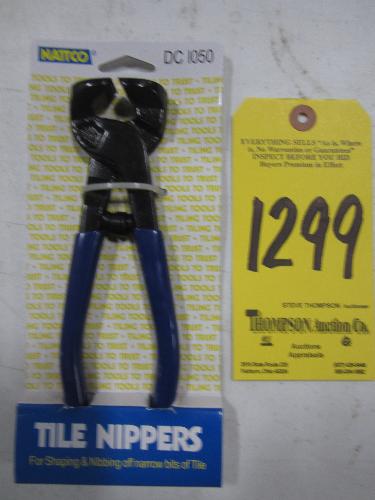 NATTCO
DC 1050
TOOLS TO TRUST - TILING
TILE NIPPERS
For Shaping & Nibbing off narrow bits of Tile
EVERYTHING SELLS "As is, Where
is, No Warranties or Guarantees"
INSPECT BEFORE YOU BID
Buyers Premium in Effect.
1299
STEVE THOMPSON Auctioneer
THOMPSON Auction Co.
Auctions
&
Appraisals